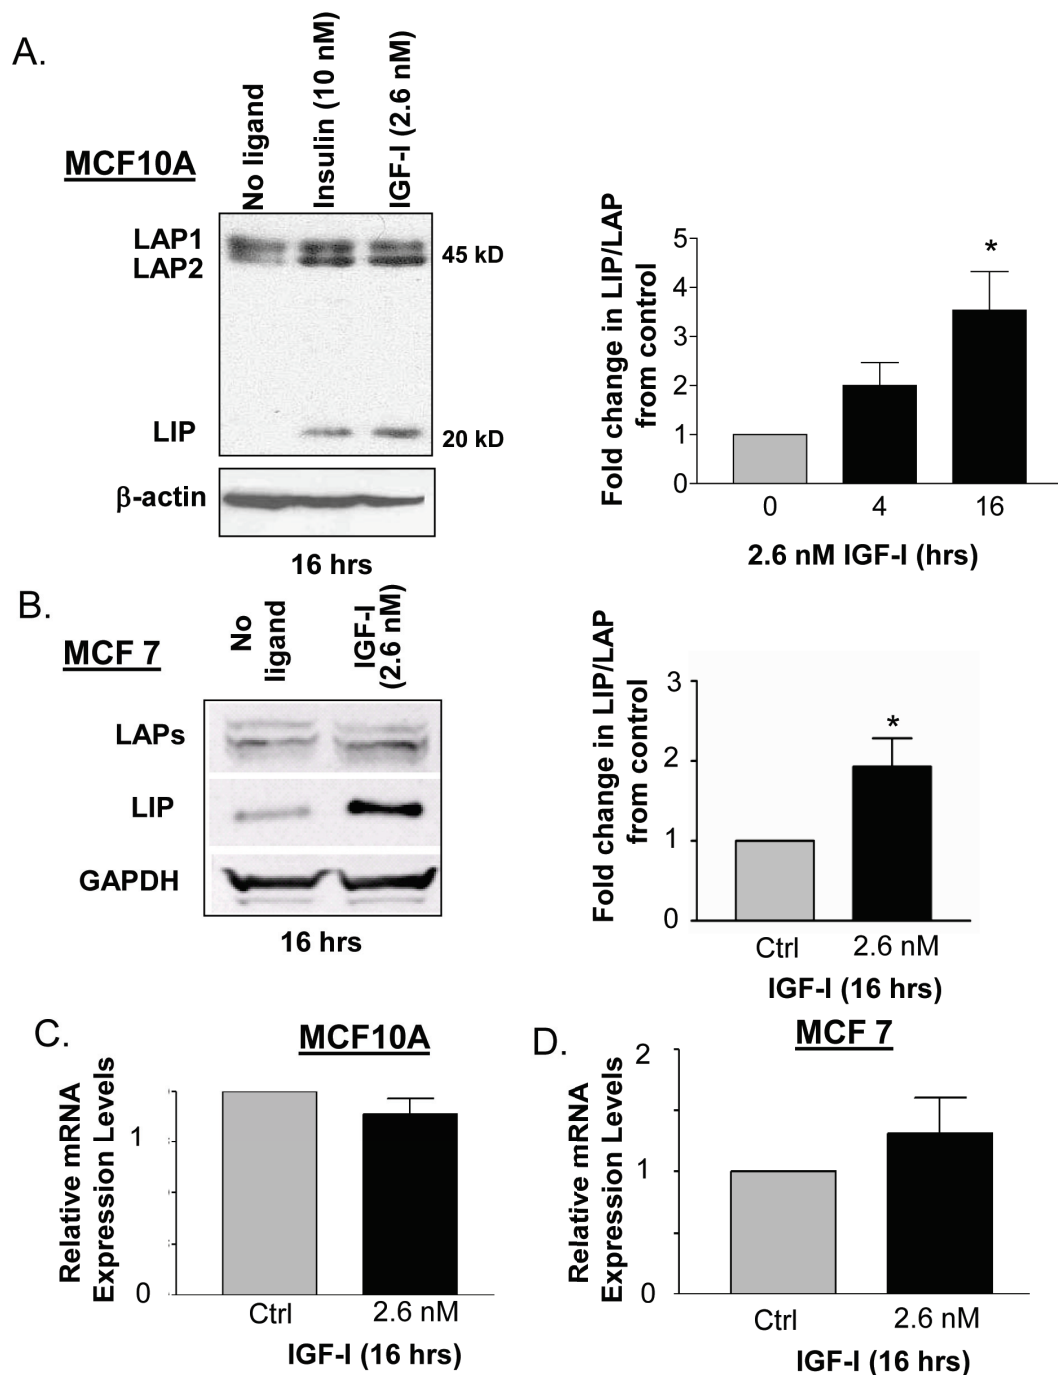 A.
MCF10A
No ligand
Insulin (10 nM)
IGF-I (2.6 nM)
LAP1
LAP2
LIP
45 kD
20 kD
β-actin
16 hrs
Fold change in LIP/LAP
from control
5
4
3
2
1
0
*
0 4 16
2.6 nM IGF-I (hrs)
B.
MCF 7
No
ligand
IGF-I
(2.6 nM)
LAPs
LIP
GAPDH
16 hrs
Fold change in LIP/LAP
from control
3
2
1
0
*
Ctrl 2.6 nM
IGF-I (16 hrs)
C.
MCF10A
Relative mRNA
Expression Levels
1
0
Ctrl 2.6 nM
IGF-I (16 hrs)
D.
MCF 7
Relative mRNA
Expression Levels
2
1
0
Ctrl 2.6 nM
IGF-I (16 hrs)